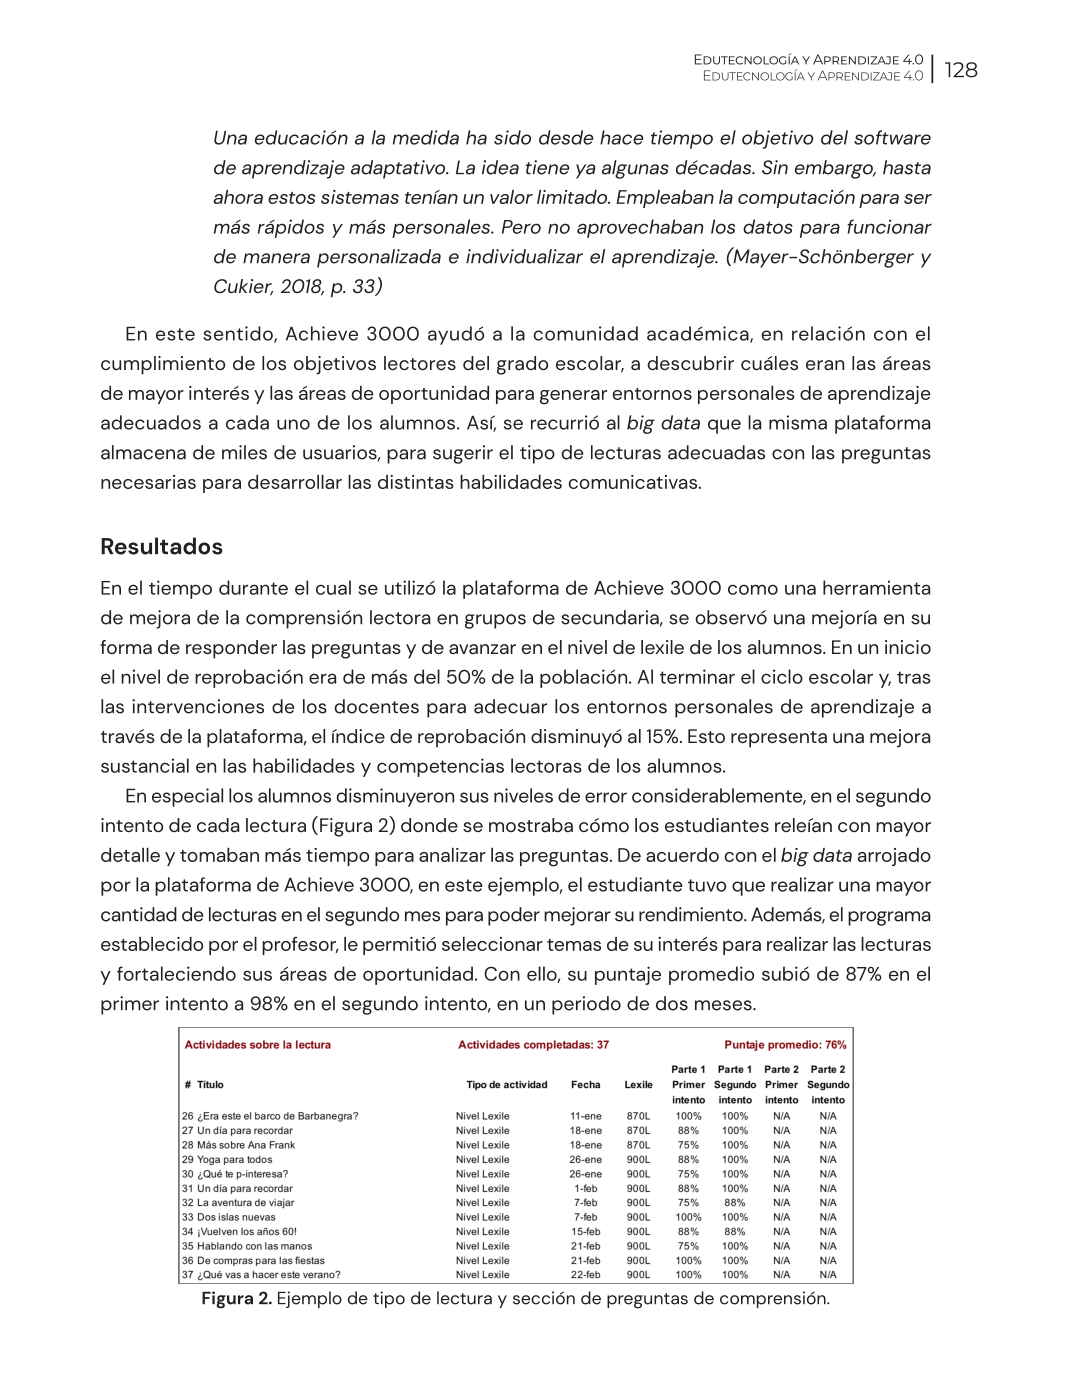 Edutecnología y Aprendizaje 4.0
Edutecnología y Aprendizaje 4.0
128
Una educación a la medida ha sido desde hace tiempo el objetivo del software
de aprendizaje adaptativo. La idea tiene ya algunas décadas. Sin embargo, hasta
ahora estos sistemas tenían un valor limitado. Empleaban la computación para ser
más rápidos y más personales. Pero no aprovechaban los datos para funcionar
de manera personalizada e individualizar el aprendizaje. (Mayer-Schönberger y
Cukier, 2018, p. 33)
En este sentido, Achieve 3000 ayudó a la comunidad académica, en relación con el
cumplimiento de los objetivos lectores del grado escolar, a descubrir cuáles eran las áreas
de mayor interés y las áreas de oportunidad para generar entornos personales de aprendizaje
adecuados a cada uno de los alumnos. Así, se recurrió al big data que la misma plataforma
almacena de miles de usuarios, para sugerir el tipo de lecturas adecuadas con las preguntas
necesarias para desarrollar las distintas habilidades comunicativas.
Resultados
En el tiempo durante el cual se utilizó la plataforma de Achieve 3000 como una herramienta
de mejora de la comprensión lectora en grupos de secundaria, se observó una mejoría en su
forma de responder las preguntas y de avanzar en el nivel de lexile de los alumnos. En un inicio
el nivel de reprobación era de más del 50% de la población. Al terminar el ciclo escolar y, tras
las intervenciones de los docentes para adecuar los entornos personales de aprendizaje a
través de la plataforma, el índice de reprobación disminuyó al 15%. Esto representa una mejora
sustancial en las habilidades y competencias lectoras de los alumnos.
En especial los alumnos disminuyeron sus niveles de error considerablemente, en el segundo
intento de cada lectura (Figura 2) donde se mostraba cómo los estudiantes releían con mayor
detalle y tomaban más tiempo para analizar las preguntas. De acuerdo con el big data arrojado
por la plataforma de Achieve 3000, en este ejemplo, el estudiante tuvo que realizar una mayor
cantidad de lecturas en el segundo mes para poder mejorar su rendimiento. Además, el programa
establecido por el profesor, le permitió seleccionar temas de su interés para realizar las lecturas
y fortaleciendo sus áreas de oportunidad. Con ello, su puntaje promedio subió de 87% en el
primer intento a 98% en el segundo intento, en un periodo de dos meses.
Actividades sobre la lectura Actividades completadas: 37 Puntaje promedio: 76%
Parte 1 Parte 1 Parte 2 Parte 2
# Título Tipo de actividad Fecha Lexile Primer Segundo Primer Segundo
intento intento intento intento
26 ¿Era este el barco de Barbanegra? Nivel Lexile 11-ene 870L 100% 100% N/A N/A
27 Un día para recordar Nivel Lexile 18-ene 870L 88% 100% N/A N/A
28 Más sobre Ana Frank Nivel Lexile 18-ene 870L 75% 100% N/A N/A
29 Yoga para todos Nivel Lexile 26-ene 900L 88% 100% N/A N/A
30 ¿Qué te p-interesa? Nivel Lexile 26-ene 900L 75% 100% N/A N/A
31 Un día para recordar Nivel Lexile 1-feb 900L 88% 100% N/A N/A
32 La aventura de viajar Nivel Lexile 7-feb 900L 75% 88% N/A N/A
33 Dos islas nuevas Nivel Lexile 7-feb 900L 100% 100% N/A N/A
34 ¡Vuelven los años 60! Nivel Lexile 15-feb 900L 88% 88% N/A N/A
35 Hablando con las manos Nivel Lexile 21-feb 900L 75% 100% N/A N/A
36 De compras para las fiestas Nivel Lexile 21-feb 900L 100% 100% N/A N/A
37 ¿Qué vas a hacer este verano? Nivel Lexile 22-feb 900L 100% 100% N/A N/A
Figura 2. Ejemplo de tipo de lectura y sección de preguntas de comprensión.